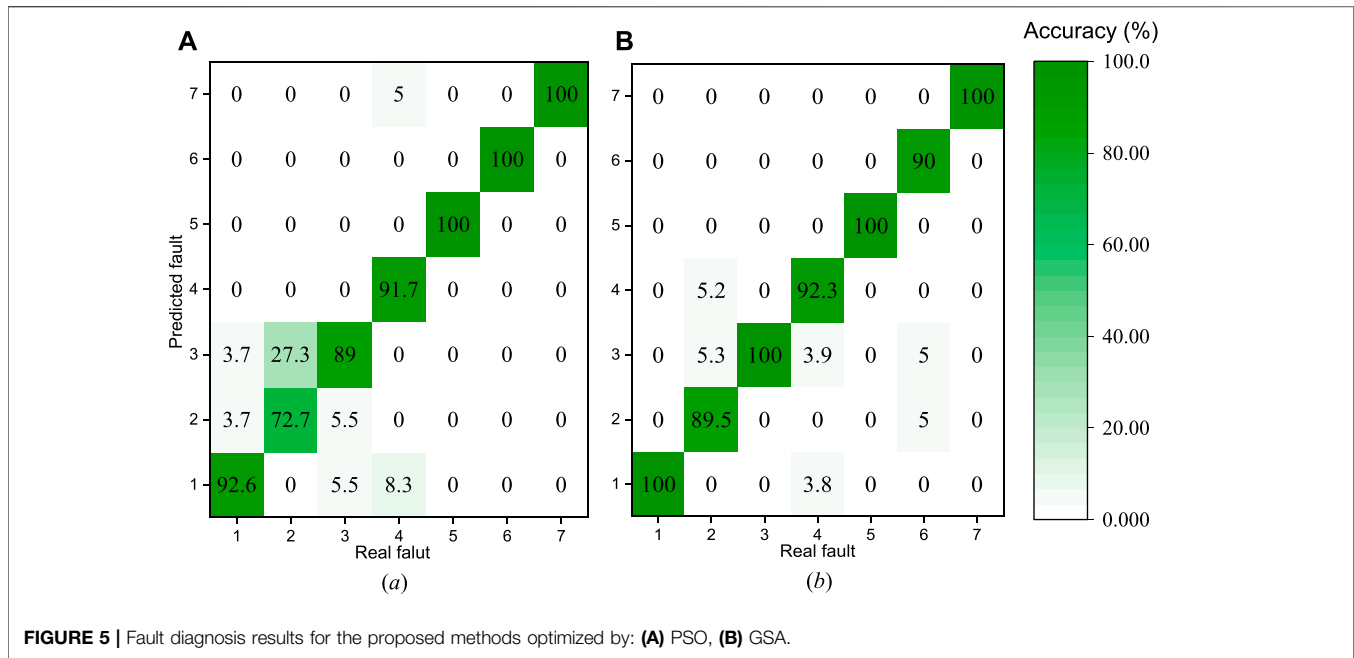 A
B
Accuracy (%)
7 0 0 0 5 0 0 100
6 0 0 0 0 0 100 0
5 0 0 0 0 100 0 0
4 0 0 0 91.7 0 0 0
3 3.7 27.3 89 0 0 0 0
2 3.7 72.7 5.5 0 0 0 0
1 92.6 0 5.5 8.3 0 0 0
1 2 3 4 5 6 7
Predicted fault
Real falut
(a)
7 0 0 0 0 0 0 100
6 0 0 0 0 0 90 0
5 0 0 0 0 100 0 0
4 0 5.2 0 92.3 0 0 0
3 0 5.3 100 3.9 0 5 0
2 0 89.5 0 0 0 5 0
1 100 0 0 3.8 0 0 0
1 2 3 4 5 6 7
Real fault
(b)
100.0
80.00
60.00
40.00
20.00
0.000
FIGURE 5 | Fault diagnosis results for the proposed methods optimized by: (A) PSO, (B) GSA.